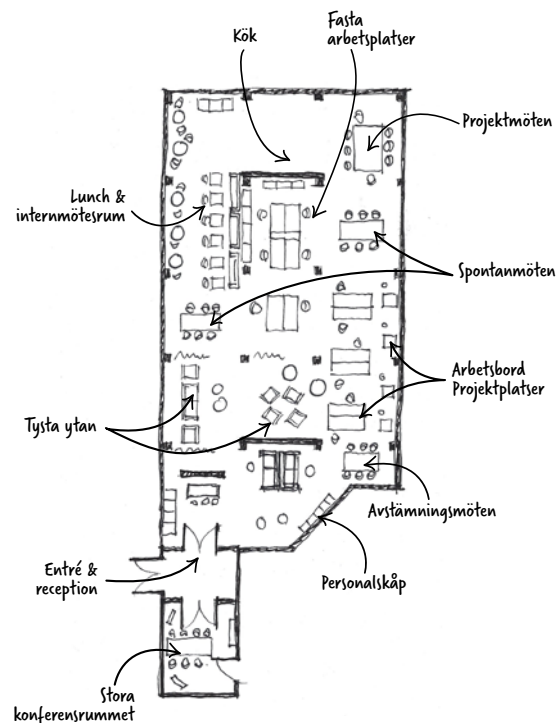 Kök
Fasta
arbetsplatser
Projektmöten
Lunch &
internmötesrum
Spontanmöten
Arbetsbord
Projektplatser
Tysta ytan
Avstämningsmöten
Entré &
reception
Personalskåp
Stora
konferensrummet